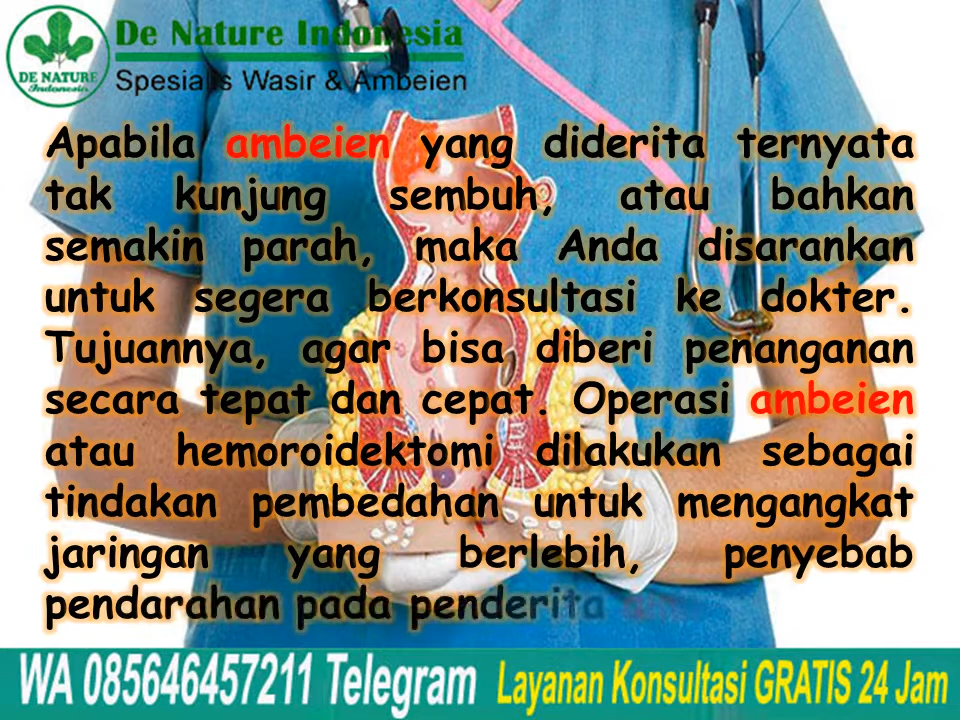 De Nature Indonesia
Spesialis Wasir & Ambeien
DE NATURE
Indonesia
Apabila ambeien yang diderita ternyata
tak kunjung sembuh, atau bahkan
semakin parah, maka Anda disarankan
untuk segera berkonsultasi ke dokter.
Tujuannya, agar bisa diberi penanganan
secara tepat dan cepat. Operasi ambeien
atau hemoroidektomi dilakukan sebagai
tindakan pembedahan untuk mengangkat
jaringan yang berlebih, penyebab
pendarahan pada penderita
WA 085646457211 Telegram Layanan Konsultasi GRATIS 24 Jam